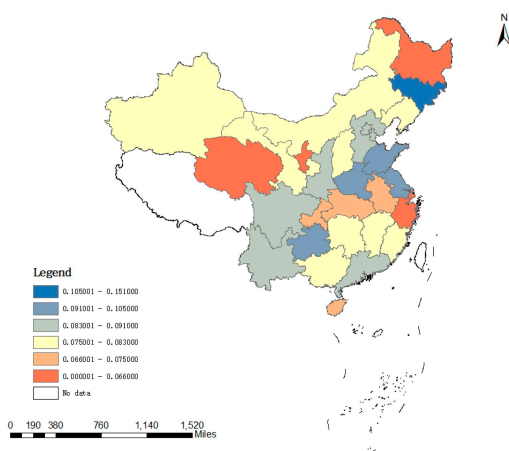 N
Legend
0.105001 - 0.151000
0.091001 - 0.105000
0.083001 - 0.091000
0.075001 - 0.083000
0.066001 - 0.075000
0.000001 - 0.066000
No data
0 190 380 760 1,140 1,520
Miles